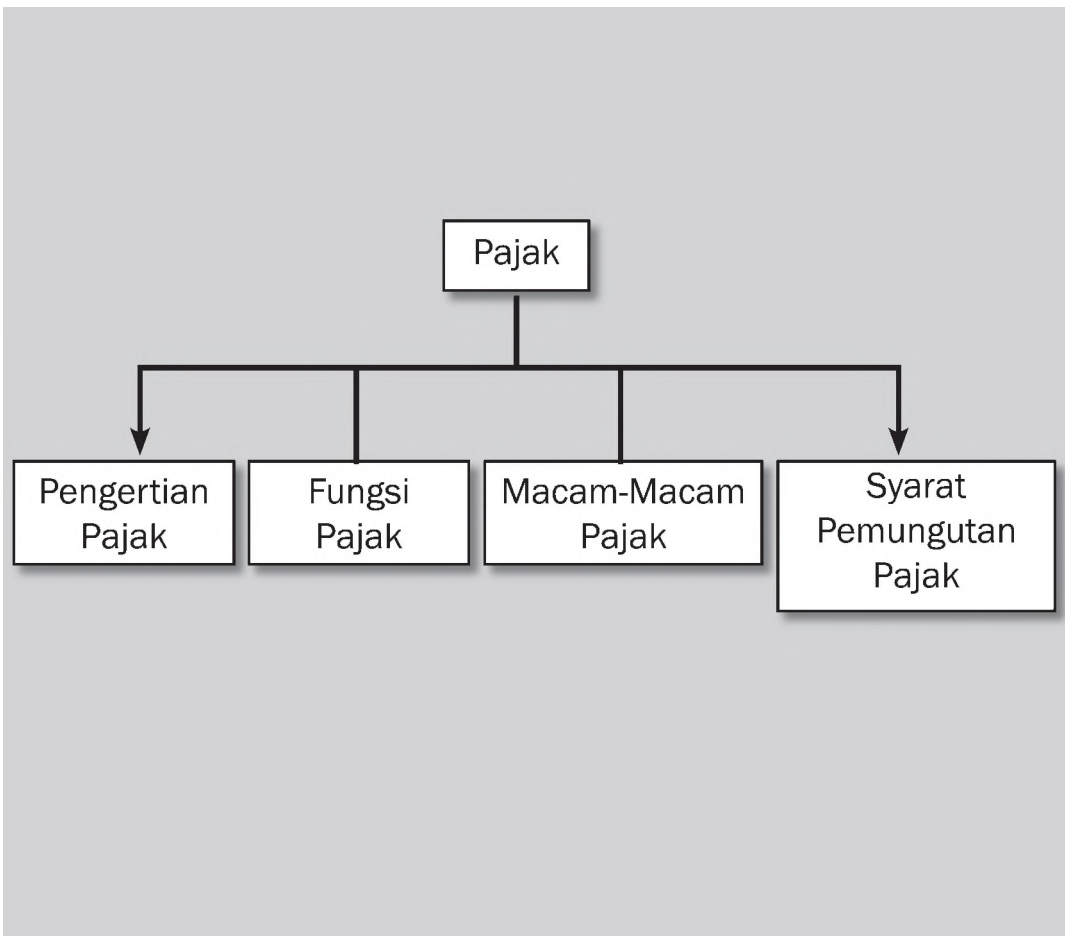 Pajak
Pengertian
Pajak
Fungsi
Pajak
Macam-Macam
Pajak
Syarat
Pemungutan
Pajak